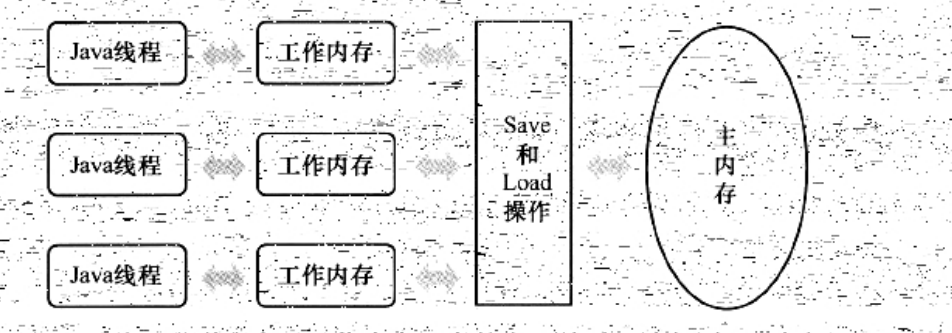 Java线程
工作内存
Java线程
工作内存
Java线程
工作内存
Save
和
Load
操作
主
内
存